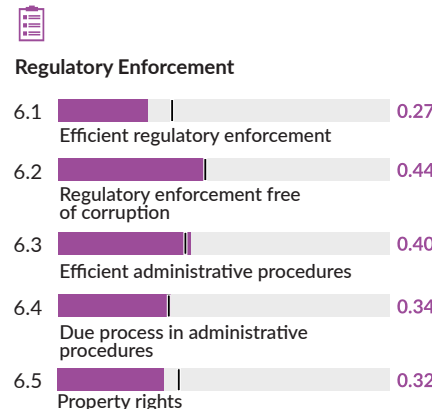 Regulatory Enforcement
6.1 0.27
Efficient regulatory enforcement
6.2 0.44
Regulatory enforcement free
of corruption
6.3 0.40
Efficient administrative procedures
6.4 0.34
Due process in administrative
procedures
6.5 0.32
Property rights